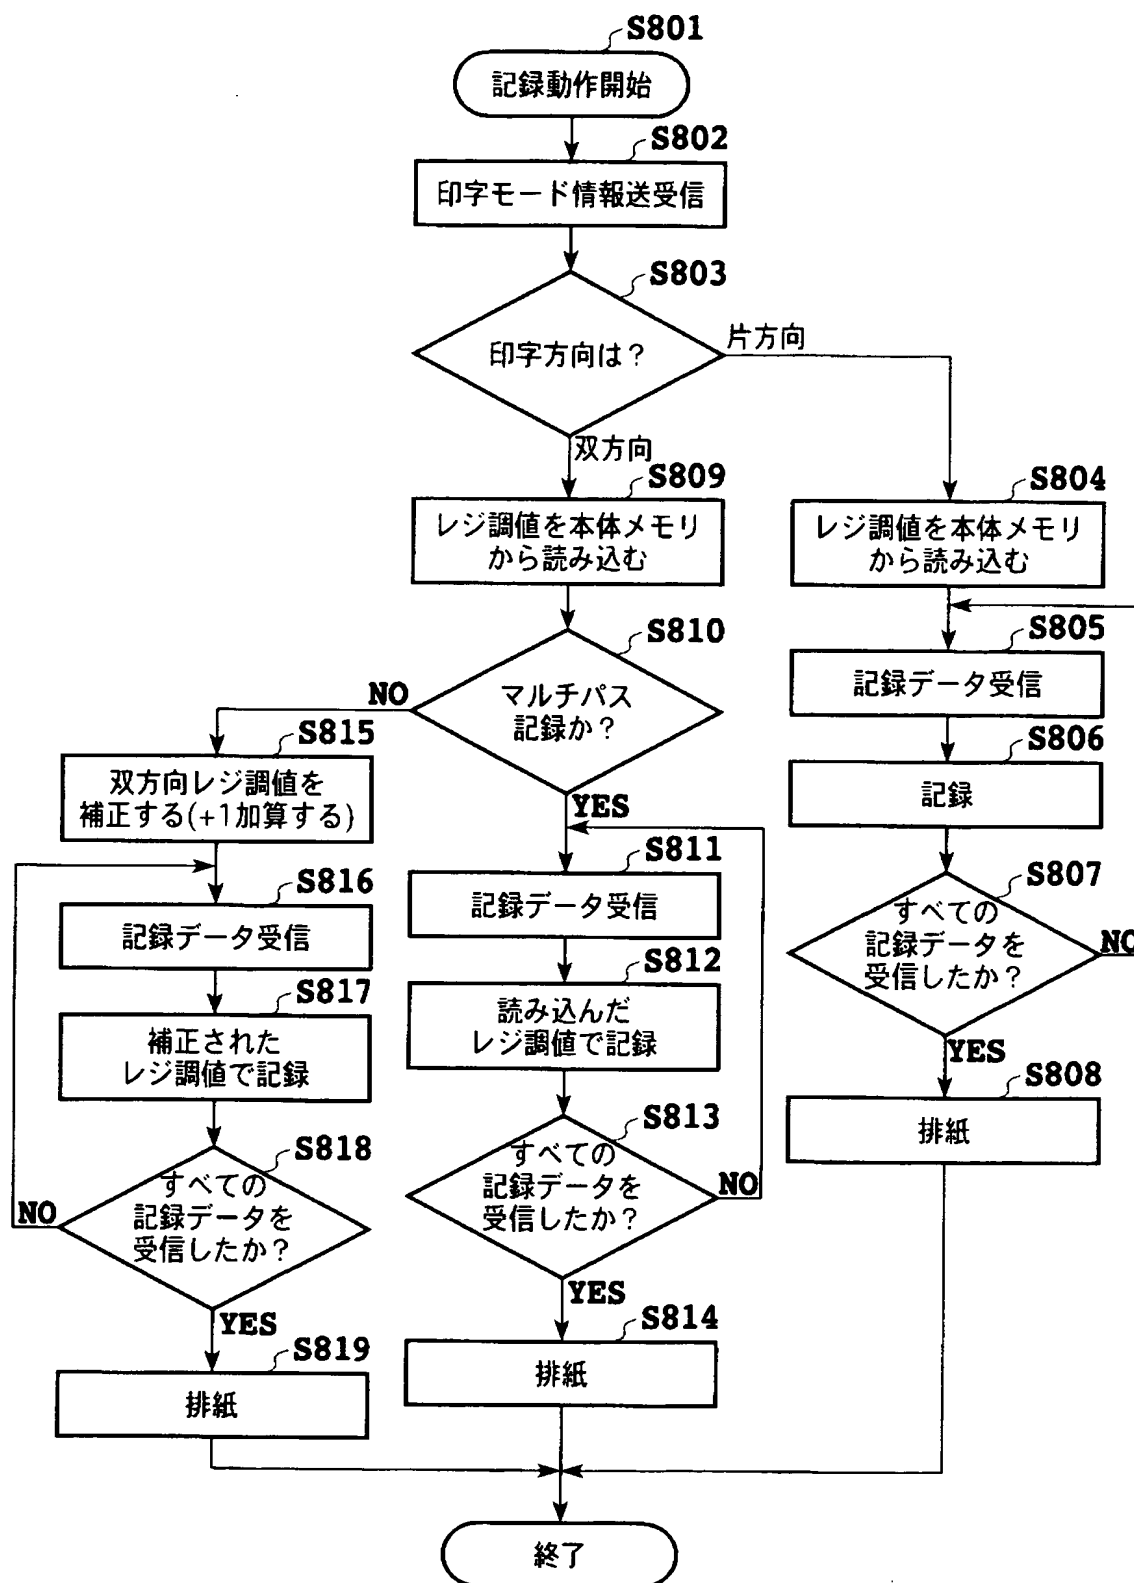 S801
記録動作開始
S802
印字モード情報送受信
S803
印字方向は？
片方向
双方向
S809
レジ調値を本体メモリ
から読み込む
S804
レジ調値を本体メモリ
から読み込む
S810
マルチパス
記録か？
NO
YES
S805
記録データ受信
S806
記録
S807
すべての
記録データを
受信したか？
NO
YES
S808
排紙
S815
双方向レジ調値を
補正する(+1加算する)
S816
記録データ受信
S817
補正された
レジ調値で記録
S818
すべての
記録データを
受信したか？
NO
YES
S819
排紙
S811
記録データ受信
S812
読み込んだ
レジ調値で記録
S813
すべての
記録データを
受信したか？
NO
YES
S814
排紙
終了